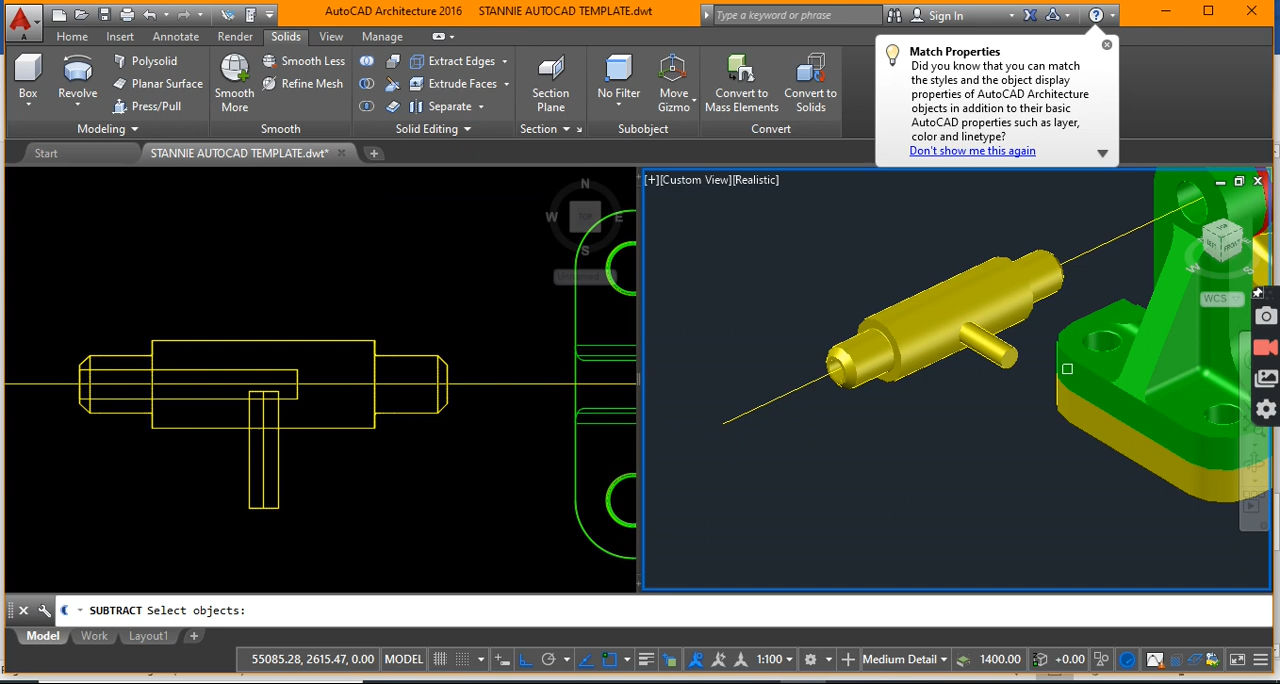 AutoCAD Architecture 2016 STANNIE AUTOCAD TEMPLATE.dwt
Type a keyword or phrase
Sign In
A
Home Insert Annotate Render Solids View Manage
Box
Revolve
Polysolid
Planar Surface
Press/Pull
Modeling
Smooth
More
Smooth Less
Refine Mesh
Smooth
Extract Edges
Extrude Faces
Separate
Solid Editing
Section
Plane
Section
No Filter
Move
Gizmo
Subobject
Convert to
Mass Elements
Convert to
Solids
Convert
Match Properties
Did you know that you can match
the styles and the object display
properties of AutoCAD Architecture
objects in addition to their basic
AutoCAD properties such as layer,
color and linetype?
Don't show me this again
Start
STANNIE AUTOCAD TEMPLATE.dwt*
N
W
TOP
E
S
Unnamed
[+][Custom View][Realistic]
FRONT
W
S
WCS
SUBTRACT Select objects:
Model Work Layout1
55085.28, 2615.47, 0.00 MODEL
1:100
Medium Detail
1400.00
+0.00